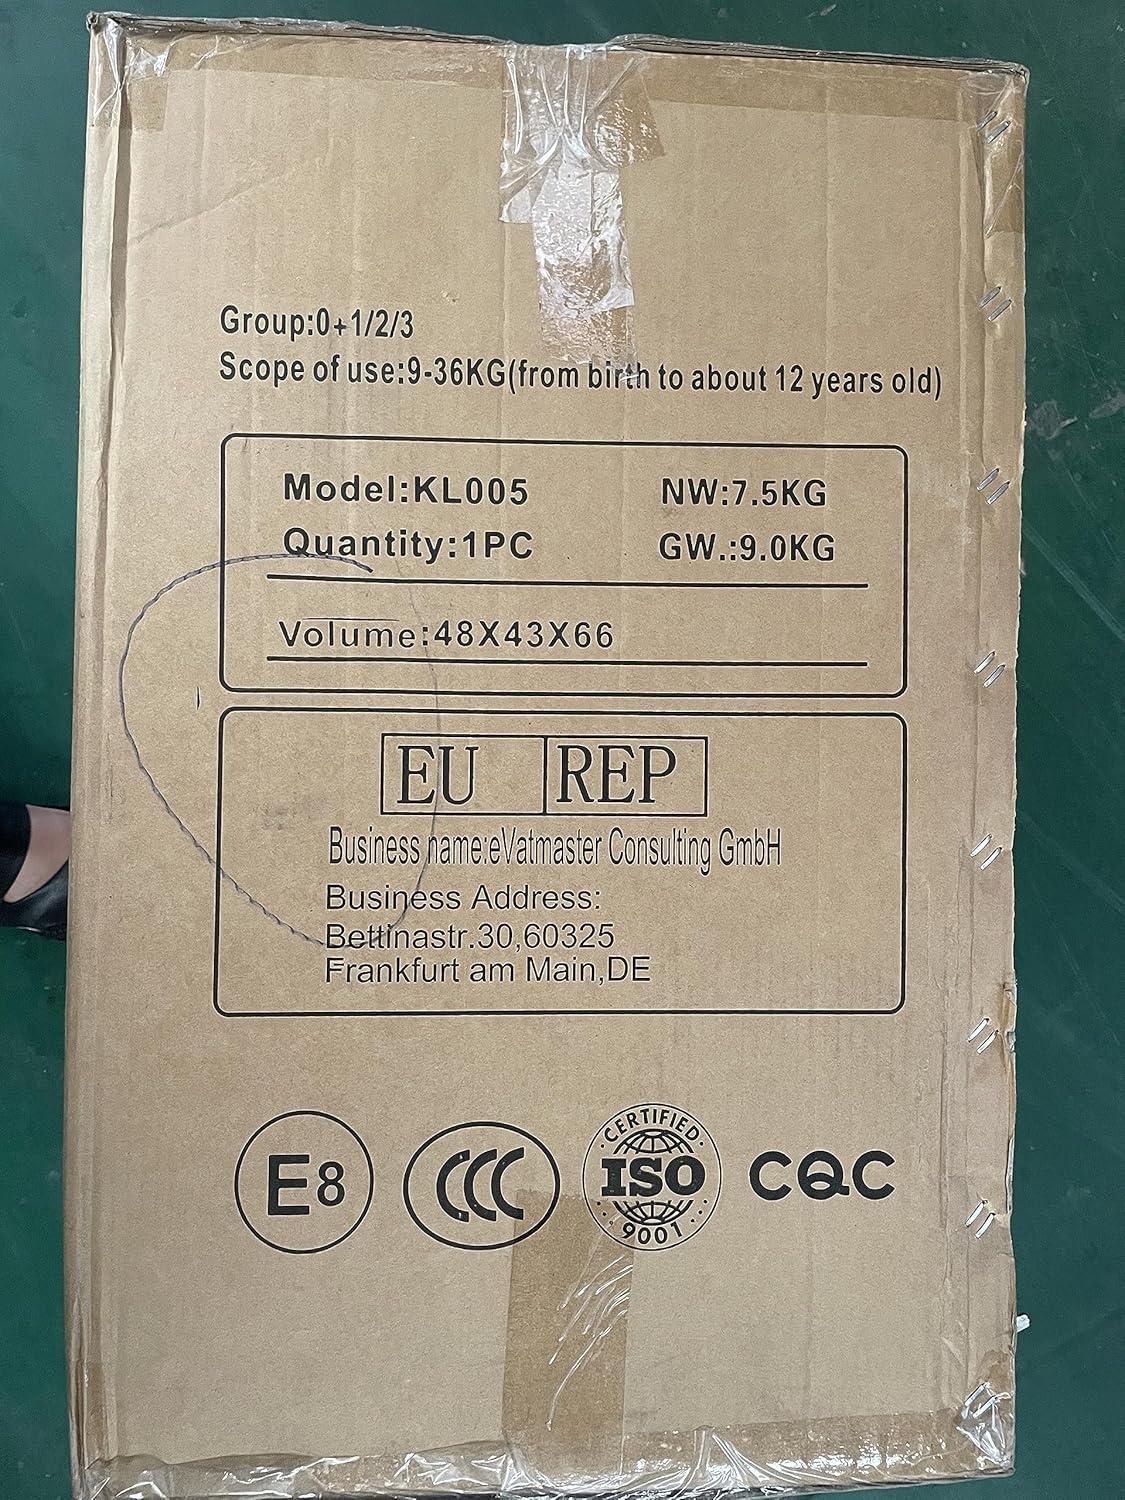 Group:0+1/2/3
Scope of use:9-36KG(from birth to about 12 years old)
Model:KL005 NW:7.5KG
Quantity:1PC GW.:9.0KG
Volume:48X43X66
EU REP
Business name:eVatmaster Consulting GmbH
Business Address:
Bettinastr.30,60325
Frankfurt am Main,DE
E8 CCC CERTIFIED ISO 9001 CQC